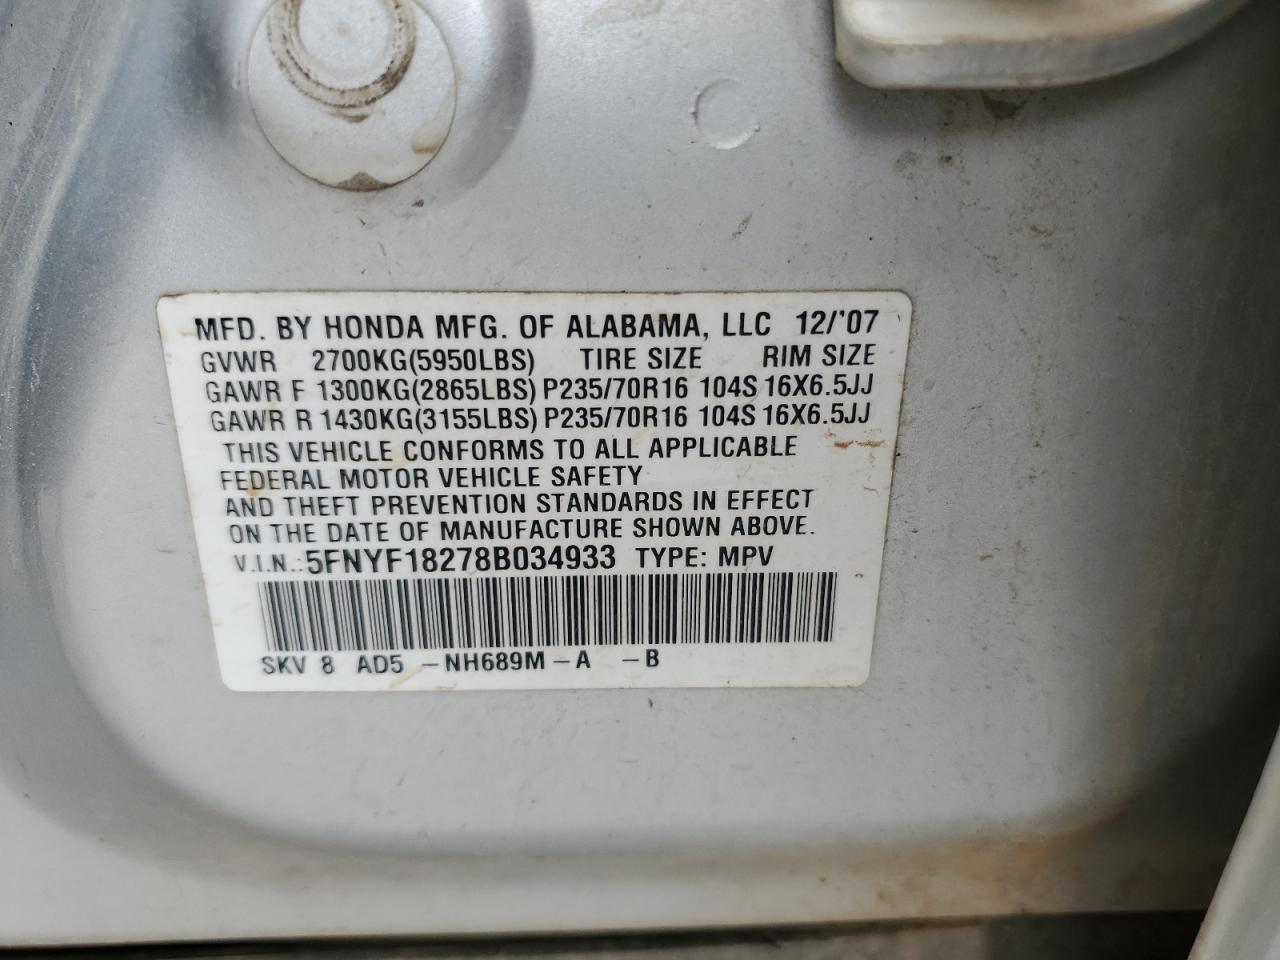 MFD. BY HONDA MFG. OF ALABAMA, LLC 12/'07
GVWR 2700KG(5950LBS) TIRE SIZE RIM SIZE
GAWR F 1300KG(2865LBS) P235/70R16 104S 16X6.5JJ
GAWR R 1430KG(3155LBS) P235/70R16 104S 16X6.5JJ
THIS VEHICLE CONFORMS TO ALL APPLICABLE
FEDERAL MOTOR VEHICLE SAFETY
AND THEFT PREVENTION STANDARDS IN EFFECT
ON THE DATE OF MANUFACTURE SHOWN ABOVE.
V.I.N.:5FNYF18278B034933 TYPE: MPV
SKV 8 AD5 -NH689M-A -B